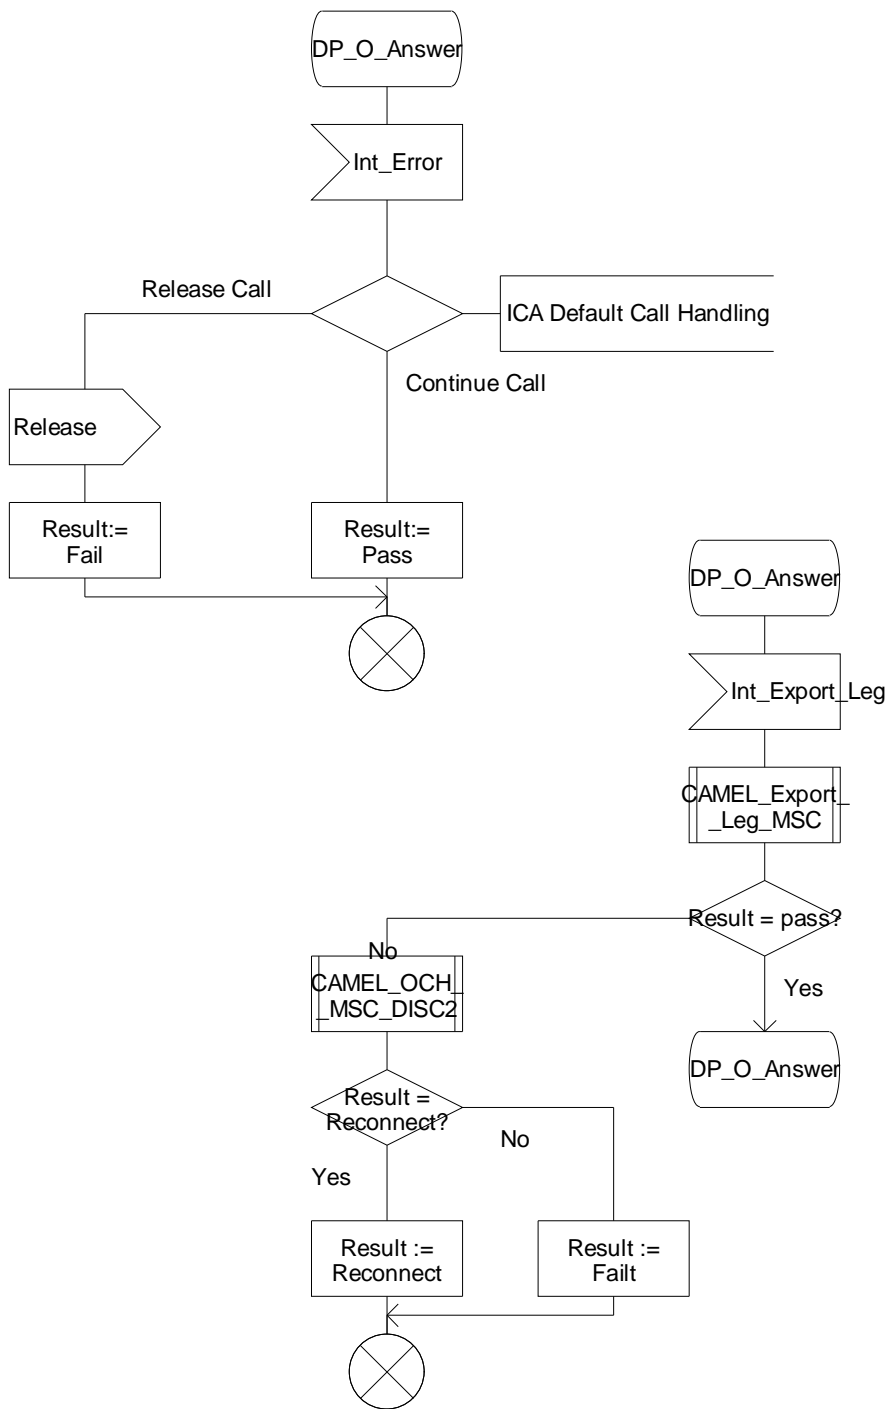 DP_O_Answer
Int_Error
Release Call
ICA Default Call Handling
Continue Call
Release
Result:=
Fail
Result:=
Pass
DP_O_Answer
Int_Export_Leg
CAMEL_Export_
_Leg_MSC
Result = pass?
No
CAMEL_OCH_
_MSC_DISC2
Yes
DP_O_Answer
Result =
Reconnect?
No
Yes
Result :=
Reconnect
Result :=
Failt